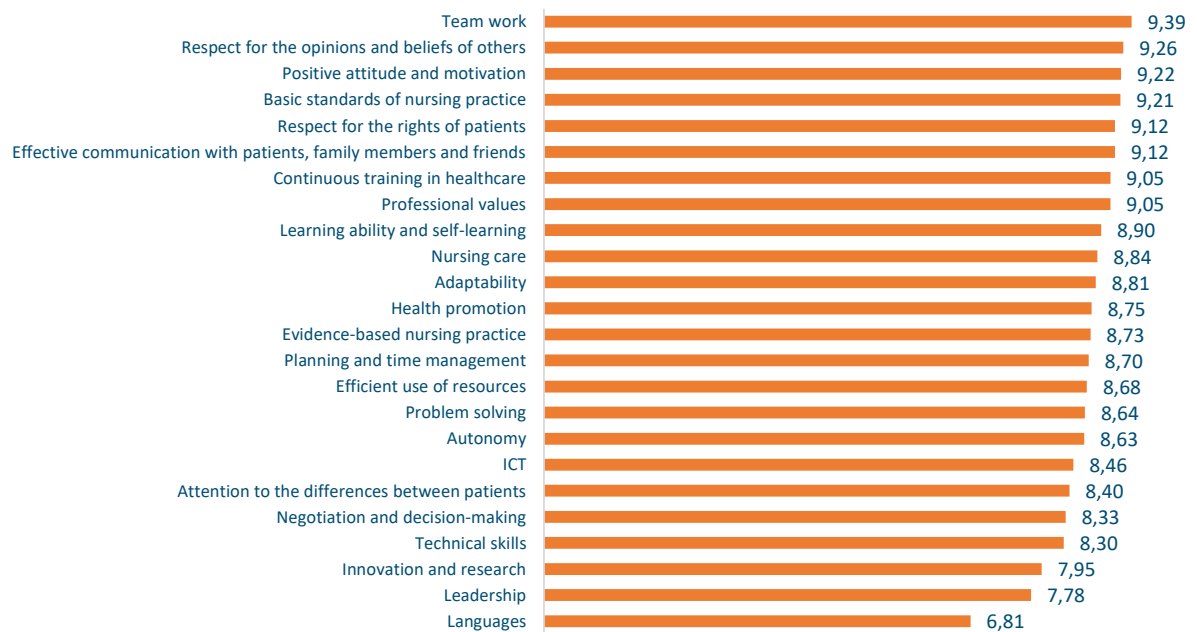 Team work 9,39
Respect for the opinions and beliefs of others 9,26
Positive attitude and motivation 9,22
Basic standards of nursing practice 9,21
Respect for the rights of patients 9,12
Effective communication with patients, family members and friends 9,12
Continuous training in healthcare 9,05
Professional values 9,05
Learning ability and self-learning 8,90
Nursing care 8,84
Adaptability 8,81
Health promotion 8,75
Evidence-based nursing practice 8,73
Planning and time management 8,70
Efficient use of resources 8,68
Problem solving 8,64
Autonomy 8,63
ICT 8,46
Attention to the differences between patients 8,40
Negotiation and decision-making 8,33
Technical skills 8,30
Innovation and research 7,95
Leadership 7,78
Languages 6,81